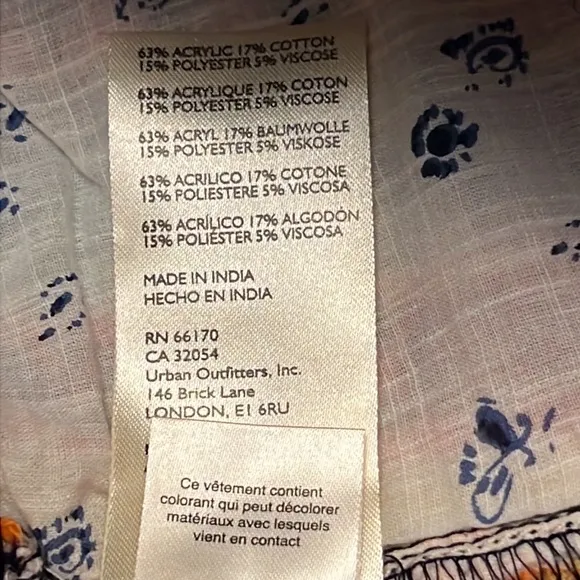 63% ACRYLIC 17% COTTON
15% POLYESTER 5% VISCOSE
63% ACRYLIQUE 17% COTON
15% POLYESTER 5% VISCOSE
63% ACRYL 17% BAUMWOLLE
15% POLYESTER 5% VISKOSE
63% ACRILICO 17% COTONE
15% POLIESTERE 5% VISCOSA
63% ACRÍLICO 17% ALGODÓN
15% POLIÉSTER 5% VISCOSA
MADE IN INDIA
HECHO EN INDIA
RN 66170
CA 32054
Urban Outfitters, Inc.
146 Brick Lane
LONDON, E1 6RU
Ce vêtement contient
colorant qui peut décolorer
matériaux avec lesquels
vient en contact